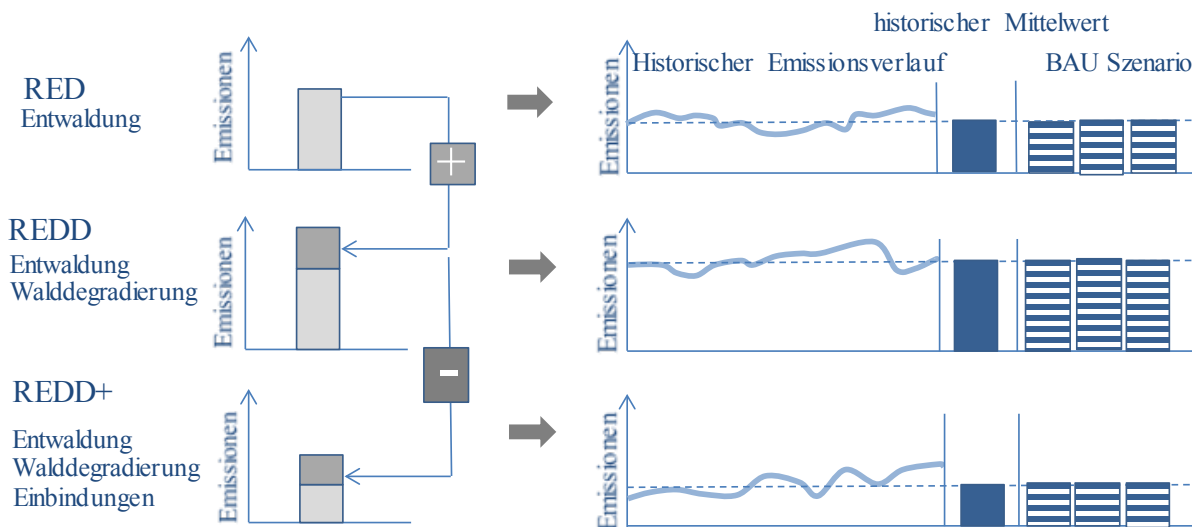 historischer Mittelwert
Historischer Emissionsverlauf
BAU Szenario
RED
Entwaldung
Emissionen
+
Emissionen
REDD
Entwaldung
Walddegradierung
Emissionen
Emissionen
-
REDD+
Entwaldung
Walddegradierung
Einbindungen
Emissionen
Emissionen